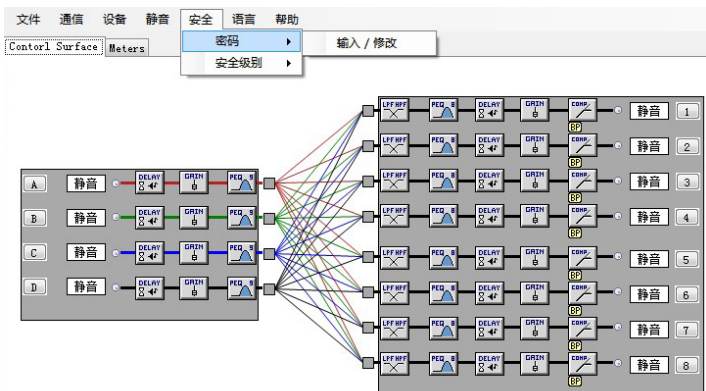 文件 通信 设备 静音 安全 语言 帮助
密码 输入 / 修改
Contorl Surface Meters
安全级别
LPF HPF PEQ 8 DELAY GAIN COMP 静音 1
BP
LPF HPF PEQ 8 DELAY GAIN COMP 静音 2
BP
A 静音 DELAY GAIN PEQ 8
LPF HPF PEQ 8 DELAY GAIN COMP 静音 3
BP
B 静音 DELAY GAIN PEQ 8
LPF HPF PEQ 8 DELAY GAIN COMP 静音 4
BP
C 静音 DELAY GAIN PEQ 8
LPF HPF PEQ 8 DELAY GAIN COMP 静音 5
BP
D 静音 DELAY GAIN PEQ 8
LPF HPF PEQ 8 DELAY GAIN COMP 静音 6
BP
LPF HPF PEQ 8 DELAY GAIN COMP 静音 7
BP
LPF HPF PEQ 8 DELAY GAIN COMP 静音 8
BP